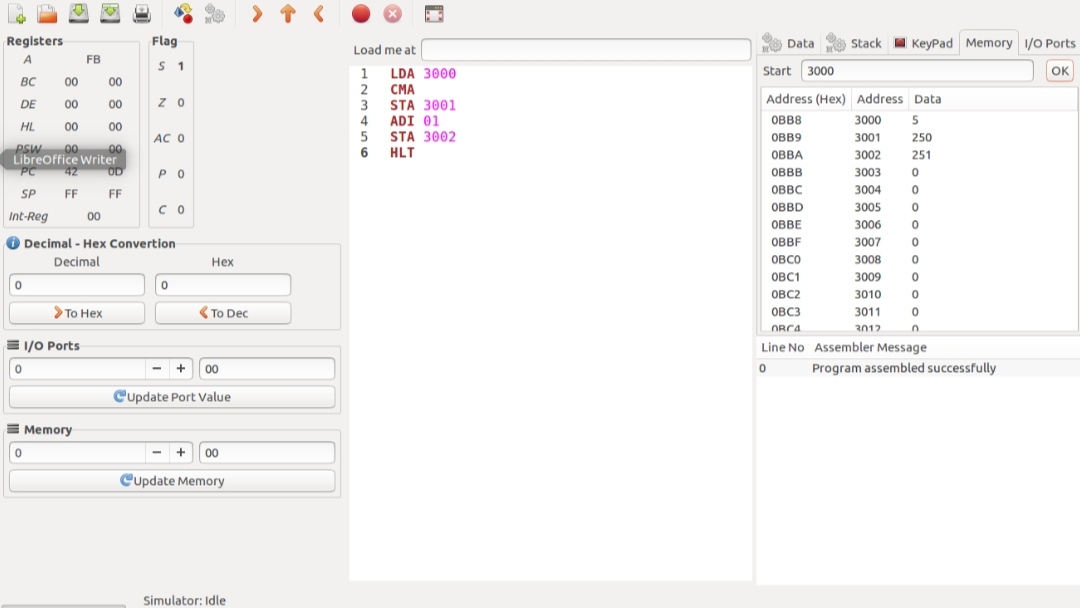 Registers
A FB
BC 00 00
DE 00 00
HL 00 00
PSW 00 00
LibreOffice Writer
PC 42 0D
SP FF FF
Int-Reg 00
Flag
S 1
Z 0
AC 0
P 0
C 0
Decimal - Hex Convertion
Decimal Hex
0 0
To Hex To Dec
I/O Ports
0 − + 00
Update Port Value
Memory
0 − + 00
Update Memory
Load me at
1 LDA 3000
2 CMA
3 STA 3001
4 ADI 01
5 STA 3002
6 HLT
Data Stack KeyPad Memory I/O Ports
Start 3000 OK
Address (Hex) Address Data
0BB8 3000 5
0BB9 3001 250
0BBA 3002 251
0BBB 3003 0
0BBC 3004 0
0BBD 3005 0
0BBE 3006 0
0BBF 3007 0
0BC0 3008 0
0BC1 3009 0
0BC2 3010 0
0BC3 3011 0
0BC4 3012 0
Line No Assembler Message
0 Program assembled successfully
Simulator: Idle